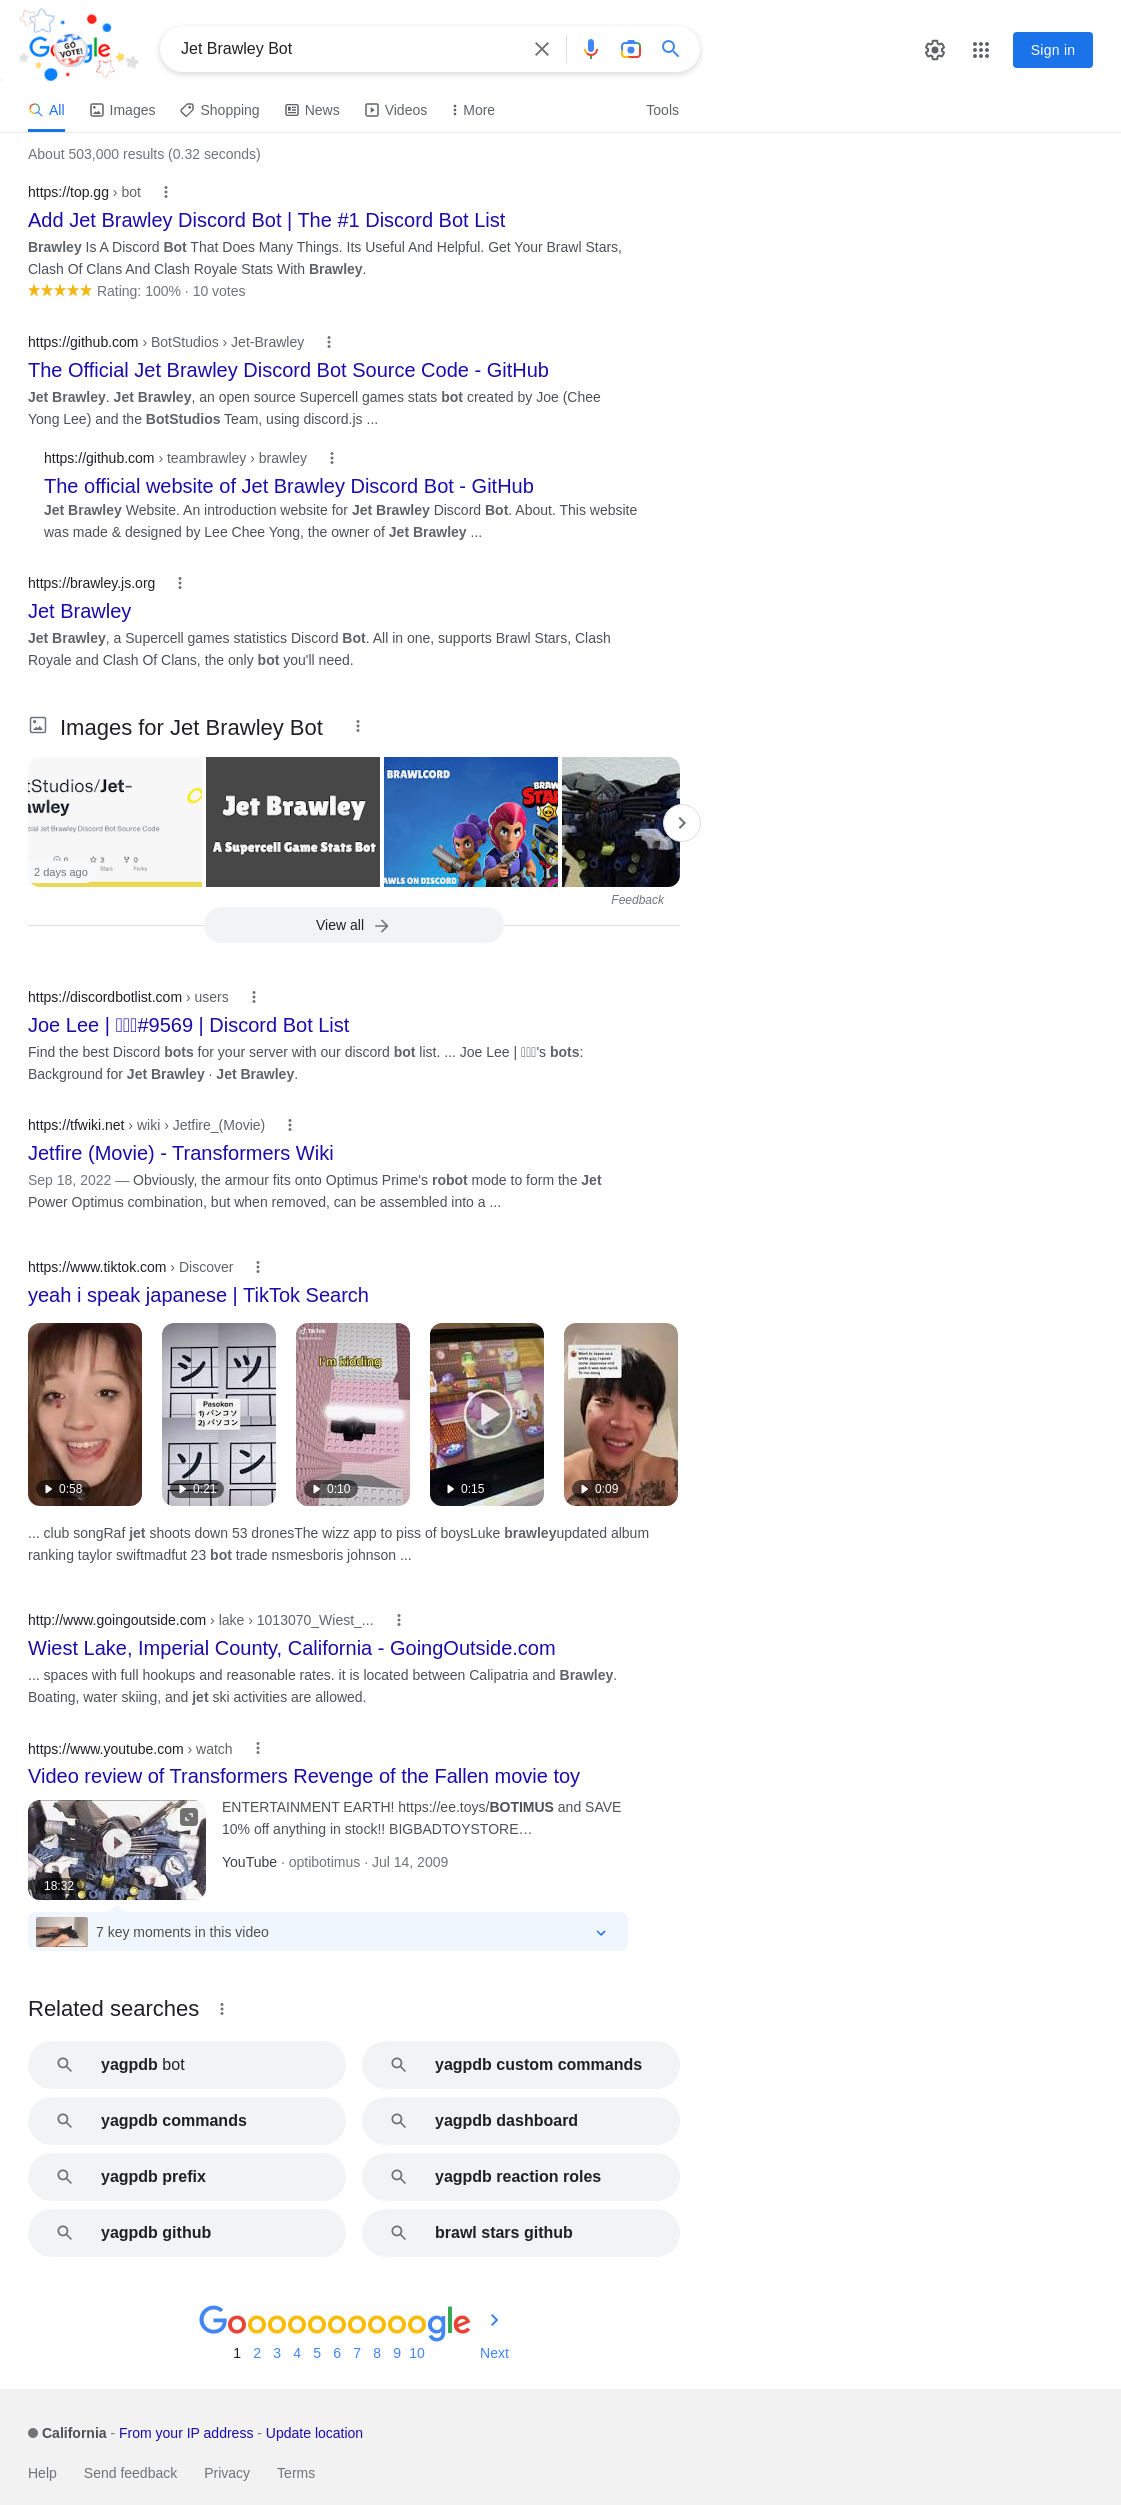 GO VOTE!
Jet Brawley Bot
Sign in
All
Images
Shopping
News
Videos
More
Tools
About 503,000 results (0.32 seconds)
https://top.gg › bot
Add Jet Brawley Discord Bot | The #1 Discord Bot List
Brawley Is A Discord Bot That Does Many Things. Its Useful And Helpful. Get Your Brawl Stars,
Clash Of Clans And Clash Royale Stats With Brawley.
Rating: 100% · 10 votes
https://github.com › BotStudios › Jet-Brawley
The Official Jet Brawley Discord Bot Source Code - GitHub
Jet Brawley. Jet Brawley, an open source Supercell games stats bot created by Joe (Chee
Yong Lee) and the BotStudios Team, using discord.js ...
https://github.com › teambrawley › brawley
The official website of Jet Brawley Discord Bot - GitHub
Jet Brawley Website. An introduction website for Jet Brawley Discord Bot. About. This website
was made & designed by Lee Chee Yong, the owner of Jet Brawley ...
https://brawley.js.org
Jet Brawley
Jet Brawley, a Supercell games statistics Discord Bot. All in one, supports Brawl Stars, Clash
Royale and Clash Of Clans, the only bot you'll need.
Images for Jet Brawley Bot
tStudios/Jet-
awley
cial Jet Brawley Discord Bot Source Code
0 3 0
Stars Forks
2 days ago
Jet Brawley
A Supercell Game Stats Bot
BRAWLCORD
BRAW
STAR
AWLS ON DISCORD
Feedback
View all
https://discordbotlist.com › users
Joe Lee | #9569 | Discord Bot List
Find the best Discord bots for your server with our discord bot list. ... Joe Lee | 's bots:
Background for Jet Brawley · Jet Brawley.
https://tfwiki.net › wiki › Jetfire_(Movie)
Jetfire (Movie) - Transformers Wiki
Sep 18, 2022 — Obviously, the armour fits onto Optimus Prime's robot mode to form the Jet
Power Optimus combination, but when removed, can be assembled into a ...
https://www.tiktok.com › Discover
yeah i speak japanese | TikTok Search
0:58
シ ツ
Pasokon
1) パンコソ
2) パソコン
ソ ン
0:21
TikTok
I'm kidding
0:10
0:15
0:09
... club songRaf jet shoots down 53 dronesThe wizz app to piss of boysLuke brawleyupdated album
ranking taylor swiftmadfut 23 bot trade nsmesboris johnson ...
http://www.goingoutside.com › lake › 1013070_Wiest_...
Wiest Lake, Imperial County, California - GoingOutside.com
... spaces with full hookups and reasonable rates. it is located between Calipatria and Brawley.
Boating, water skiing, and jet ski activities are allowed.
https://www.youtube.com › watch
Video review of Transformers Revenge of the Fallen movie toy
18:32
ENTERTAINMENT EARTH! https://ee.toys/BOTIMUS and SAVE
10% off anything in stock!! BIGBADTOYSTORE…
YouTube · optibotimus · Jul 14, 2009
7 key moments in this video
Related searches
yagpdb bot
yagpdb custom commands
yagpdb commands
yagpdb dashboard
yagpdb prefix
yagpdb reaction roles
yagpdb github
brawl stars github
Goooooooooogle
1 2 3 4 5 6 7 8 9 10 Next
California - From your IP address - Update location
Help Send feedback Privacy Terms